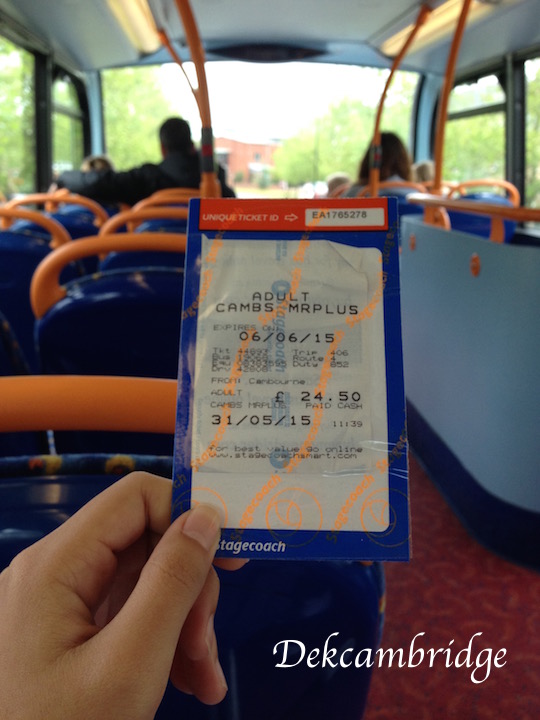 UNIQUE TICKET ID EA1765278
ADULT
CAMBS MRPLUS
EXPIRES ON
06/06/15
Trip 406
Route 4
Duty 652
FROM: Cambourne
ADULT £ 24.50
CAMBS MRPLUS PAID CASH
31/05/15 11:39
for best value go online
www.stagecoachsmart.com
Stagecoach
Dekcambridge